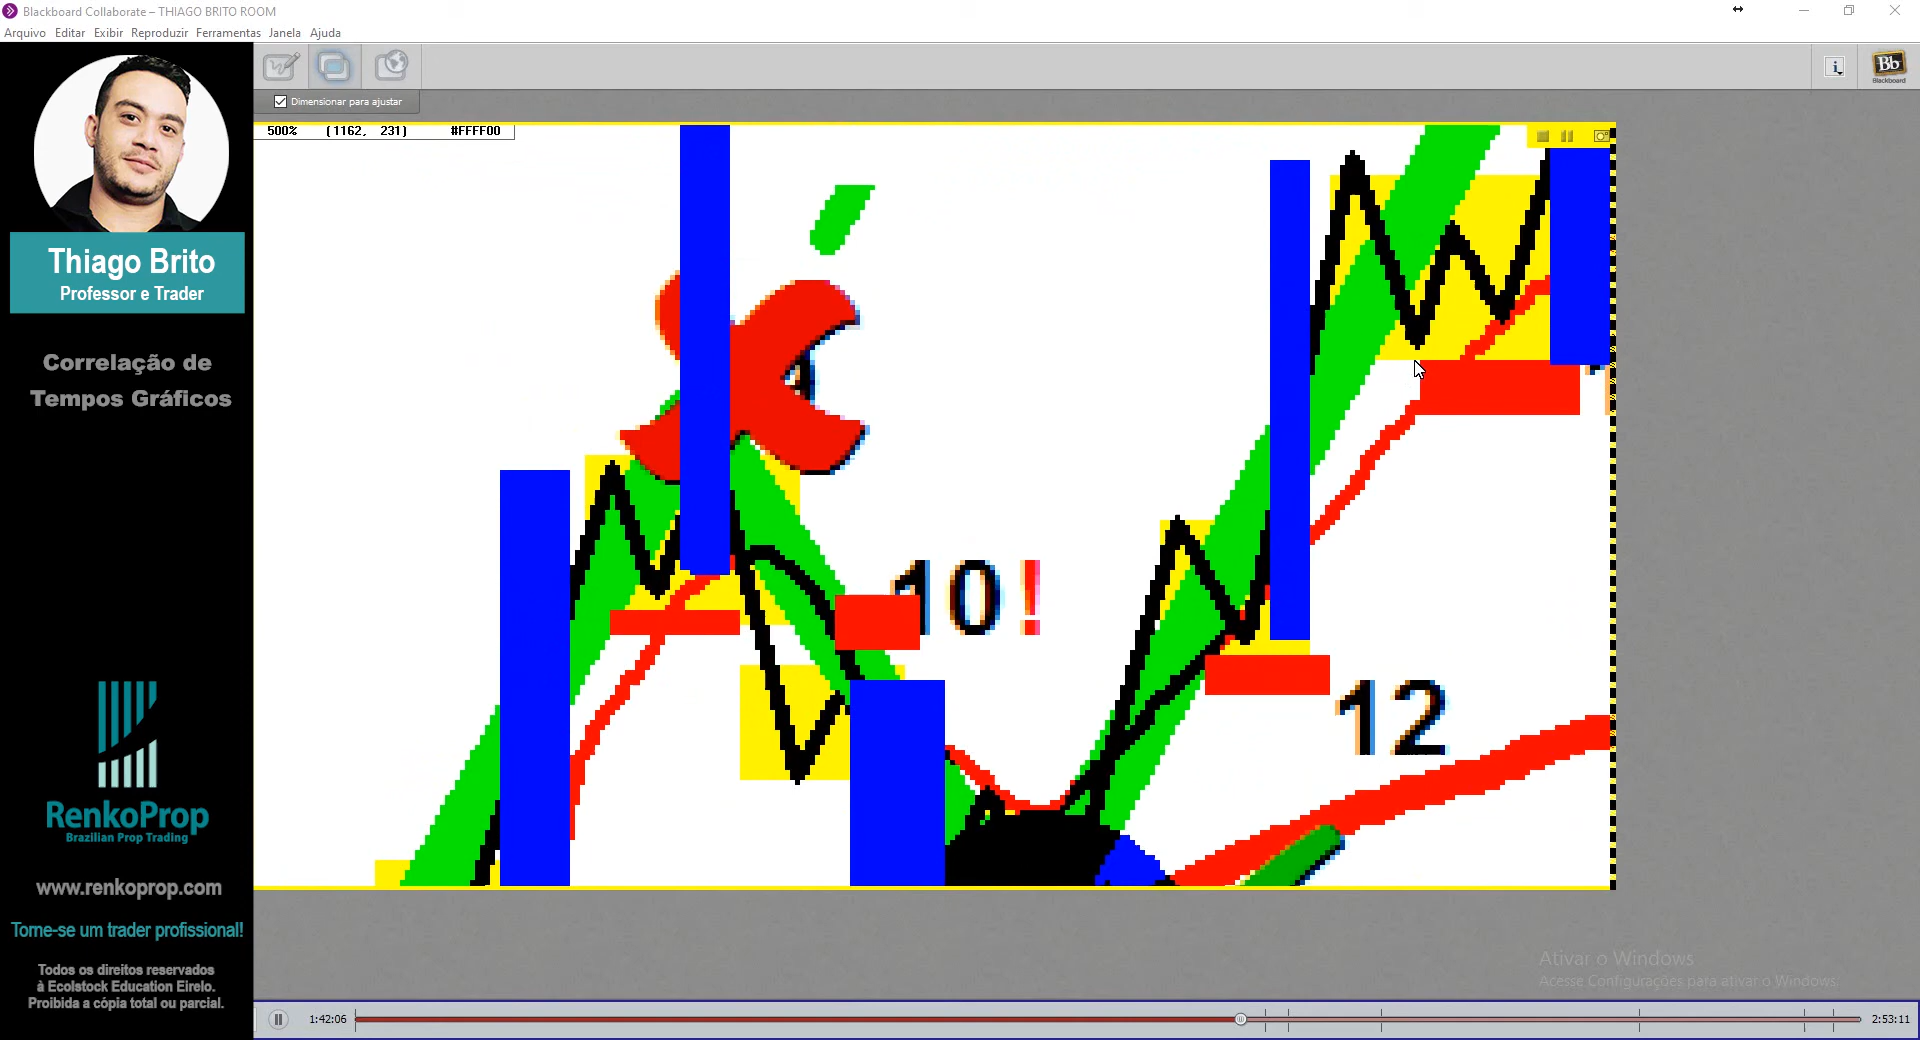 Blackboard Collaborate – THIAGO BRITO ROOM
Arquivo Editar Exibir Reproduzir Ferramentas Janela Ajuda
Bb
Blackboard
Dimensionar para ajustar
500% (1162, 231) #FFFF00
Thiago Brito
Professor e Trader
Correlação de
Tempos Gráficos
10!
12
RenkoProp
Brazilian Prop Trading
www.renkoprop.com
Torne-se um trader profissional!
Todos os direitos reservados
à Ecolstock Education Eirelo.
Proibida a cópia total ou parcial.
Ativar o Windows
Acesse Configurações para ativar o Windows.
1:42:06
2:53:11